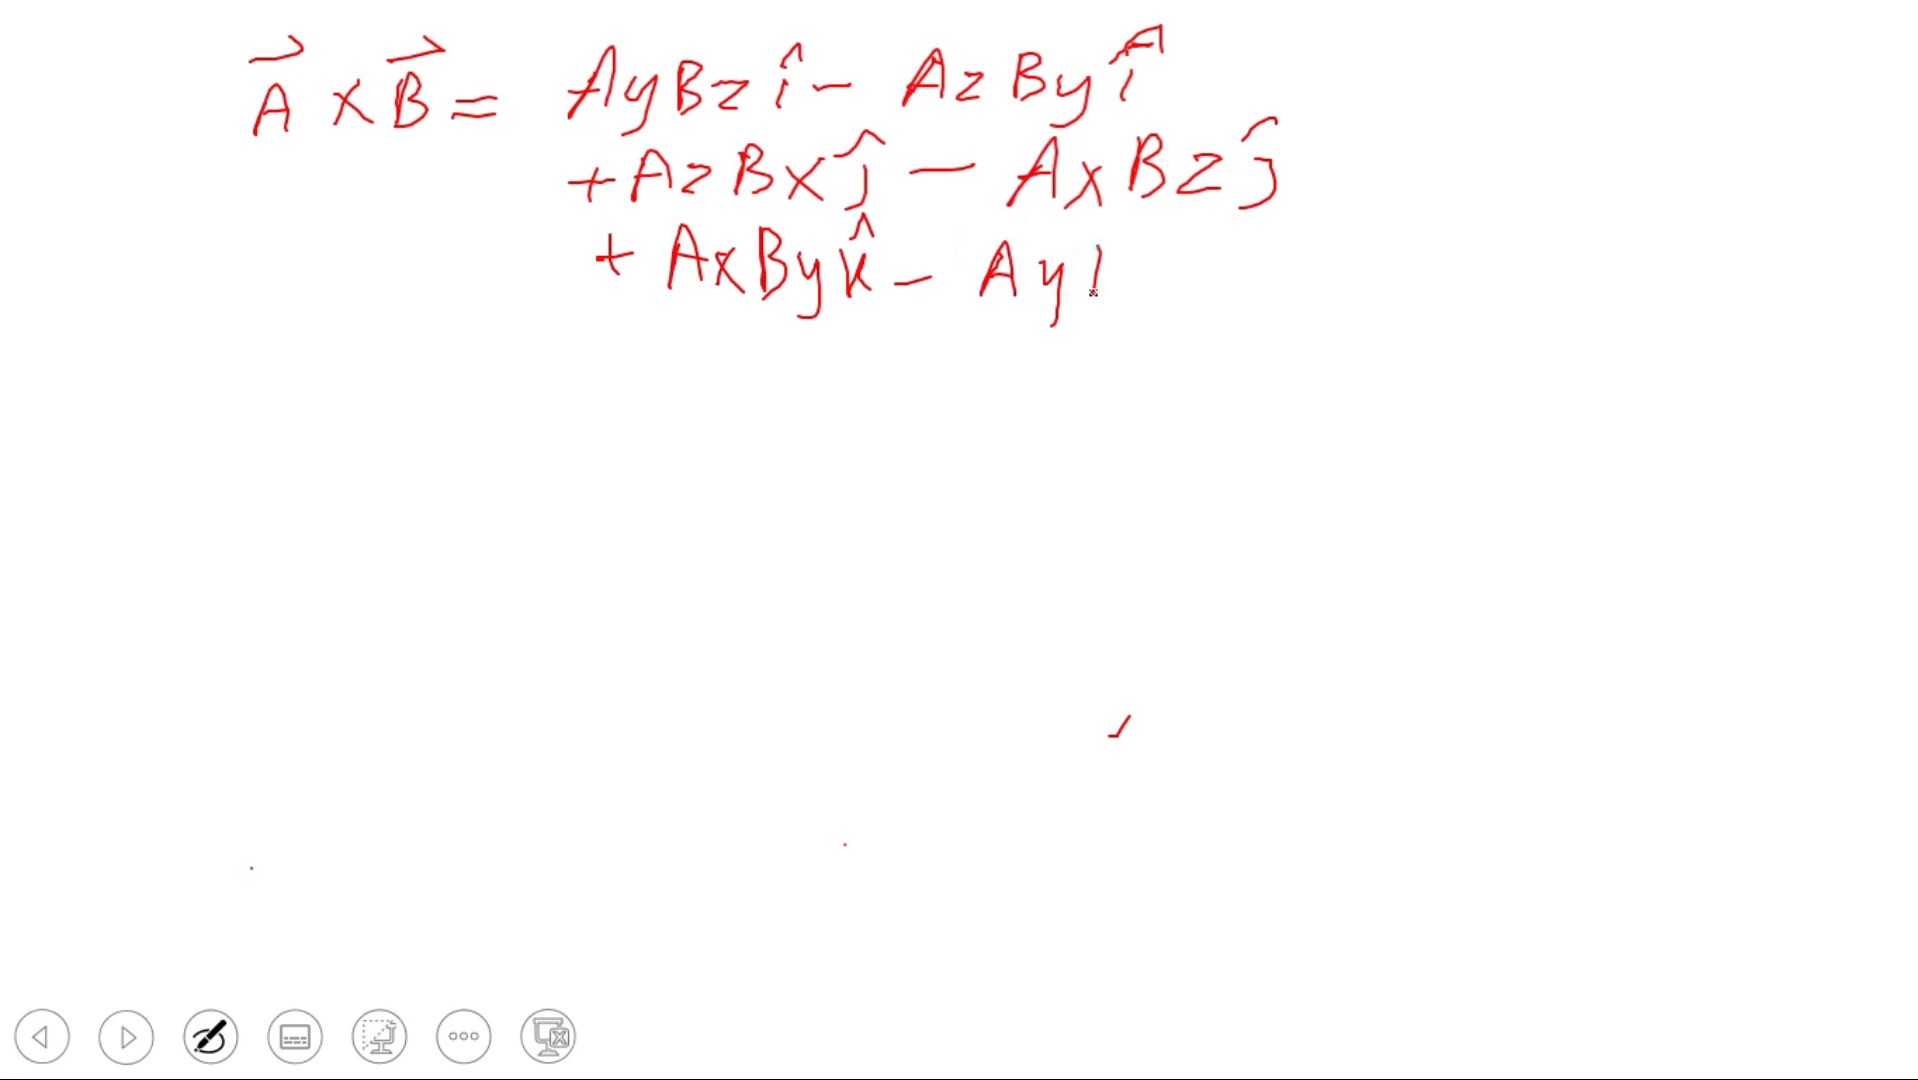 A⃗ × B⃗ = AyBz î − AzBy î
+ AzBx ĵ − AxBz ĵ
+ AxBy k̂ − Ay